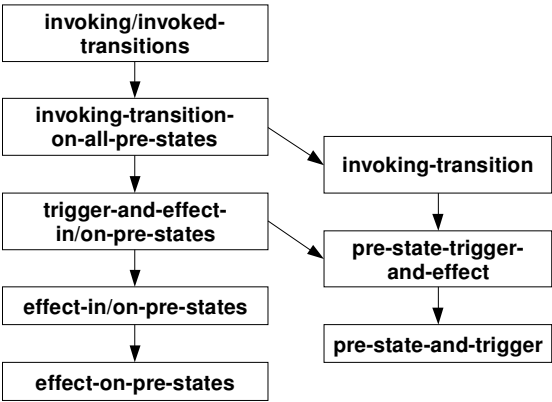 invoking/invoked-
transitions
invoking-transition-
on-all-pre-states
invoking-transition
trigger-and-effect-
in/on-pre-states
pre-state-trigger-
and-effect
effect-in/on-pre-states
pre-state-and-trigger
effect-on-pre-states